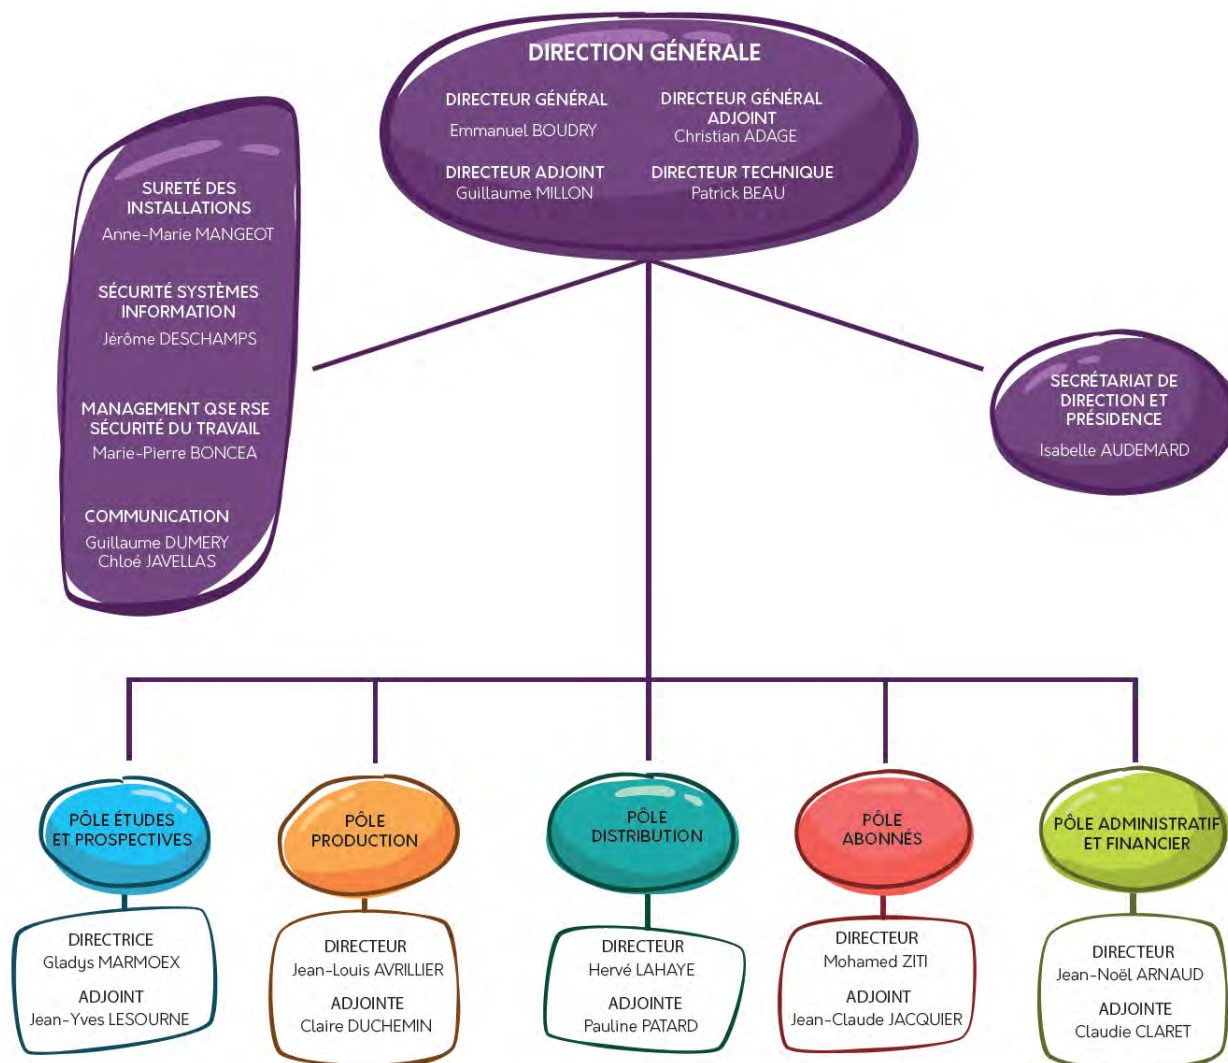 DIRECTION GÉNÉRALE
DIRECTEUR GÉNÉRAL
Emmanuel BOUDRY
DIRECTEUR GÉNÉRAL
ADJOINT
Christian ADAGE
DIRECTEUR ADJOINT
Guillaume MILLON
DIRECTEUR TECHNIQUE
Patrick BEAU
SURETÉ DES
INSTALLATIONS
Anne-Marie MANGEOT
SÉCURITÉ SYSTÈMES
INFORMATION
Jérôme DESCHAMPS
MANAGEMENT QSE RSE
SÉCURITÉ DU TRAVAIL
Marie-Pierre BONCEA
COMMUNICATION
Guillaume DUMERY
Chloé JAVELLAS
SECRÉTARIAT DE
DIRECTION ET
PRÉSIDENCE
Isabelle AUDEMARD
PÔLE ÉTUDES
ET PROSPECTIVES
DIRECTRICE
Gladys MARMOEX
ADJOINT
Jean-Yves LESOURNE
PÔLE
PRODUCTION
DIRECTEUR
Jean-Louis AVRILLIER
ADJOINTE
Claire DUCHEMIN
PÔLE
DISTRIBUTION
DIRECTEUR
Hervé LAHAYE
ADJOINTE
Pauline PATARD
PÔLE
ABONNÉS
DIRECTEUR
Mohamed ZITI
ADJOINT
Jean-Claude JACQUIER
PÔLE ADMINISTRATIF
ET FINANCIER
DIRECTEUR
Jean-Noël ARNAUD
ADJOINTE
Claudie CLARET